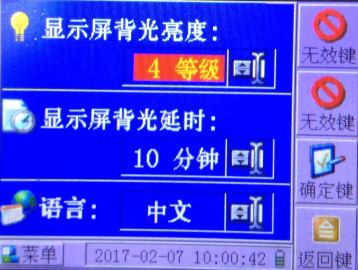 显示屏背光亮度：
4 等级
无效键
显示屏背光延时：
无效键
10 分钟
确定键
语言： 中文
菜单 2017-02-07 10:00:42 返回键